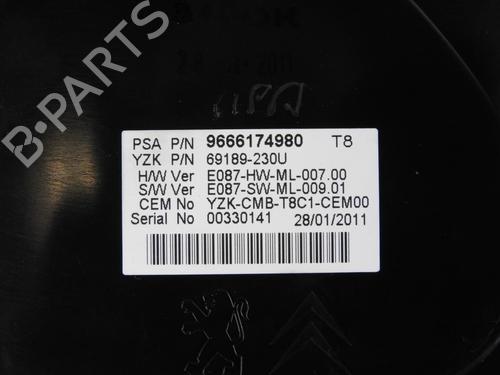 B-PARTS
PSA P/N 9666174980 T8
YZK P/N 69189-230U
H/W Ver E087-HW-ML-007.00
S/W Ver E087-SW-ML-009.01
CEM No YZK-CMB-T8C1-CEM00
Serial No 00330141 28/01/2011